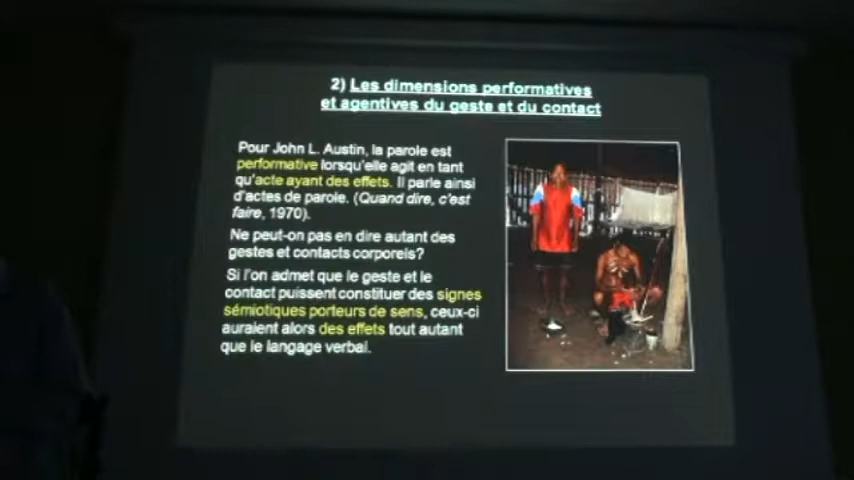 2) Les dimensions performatives
et agentives du geste et du contact
Pour John L. Austin, la parole est
performative lorsqu'elle agit en tant
qu'acte ayant des effets. Il parle ainsi
d'actes de parole. (Quand dire, c'est
faire, 1970).
Ne peut-on pas en dire autant des
gestes et contacts corporels?
Si l'on admet que le geste et le
contact puissent constituer des signes
sémiotiques porteurs de sens, ceux-ci
auraient alors des effets tout autant
que le langage verbal.